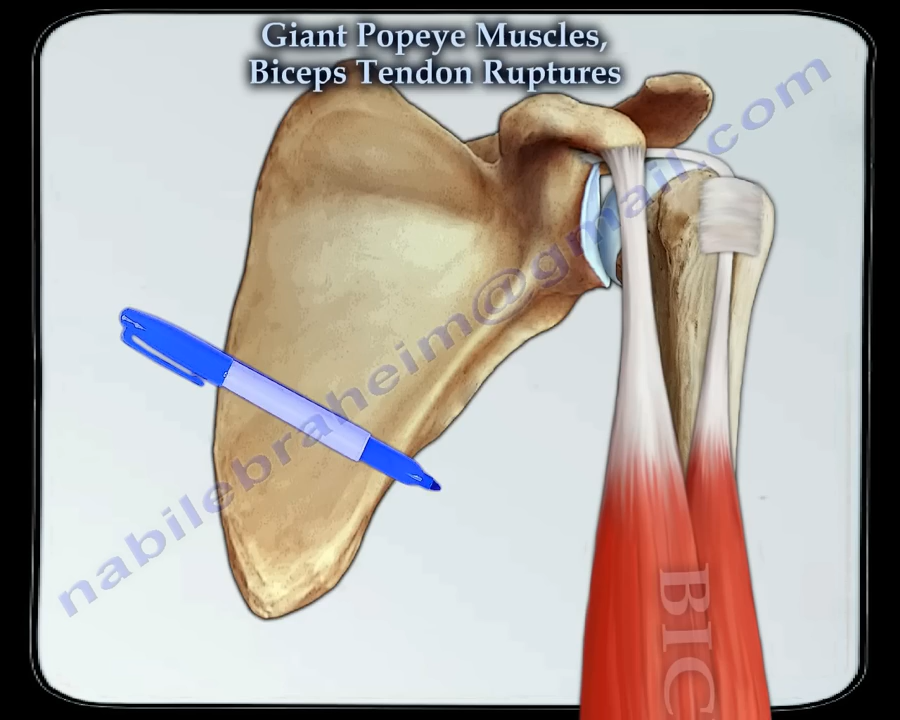 Giant Popeye Muscles,
Biceps Tendon Ruptures
nabilebraheim@gmail.com
BIC